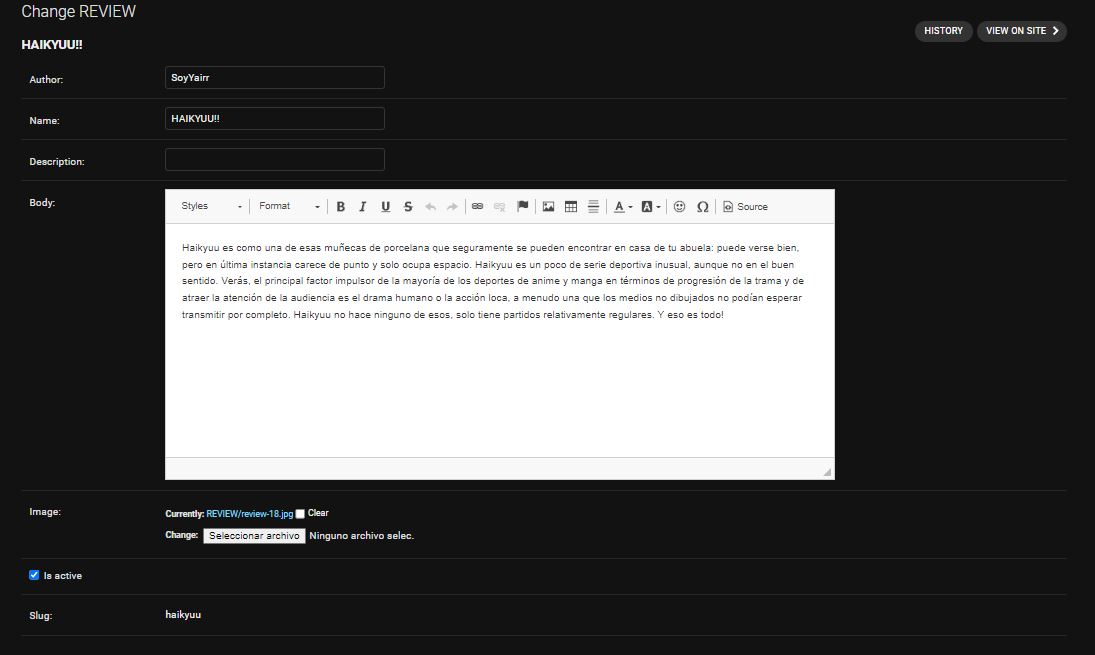 Change REVIEW
HISTORY
VIEW ON SITE
HAIKYUU!!
Author: SoyYairr
Name: HAIKYUU!!
Description:
Body:
Styles Format B I U S A A Ω Source
Haikyuu es como una de esas muñecas de porcelana que seguramente se pueden encontrar en casa de tu abuela: puede verse bien,
pero en última instancia carece de punto y solo ocupa espacio. Haikyuu es un poco de serie deportiva inusual, aunque no en el buen
sentido. Verás, el principal factor impulsor de la mayoría de los deportes de anime y manga en términos de progresión de la trama y de
atraer la atención de la audiencia es el drama humano o la acción loca, a menudo una que los medios no dibujados no podían esperar
transmitir por completo. Haikyuu no hace ninguno de esos, solo tiene partidos relativamente regulares. Y eso es todo!
Image:
Currently: REVIEW/review-18.jpg Clear
Change: Seleccionar archivo Ninguno archivo selec.
Is active
Slug: haikyuu